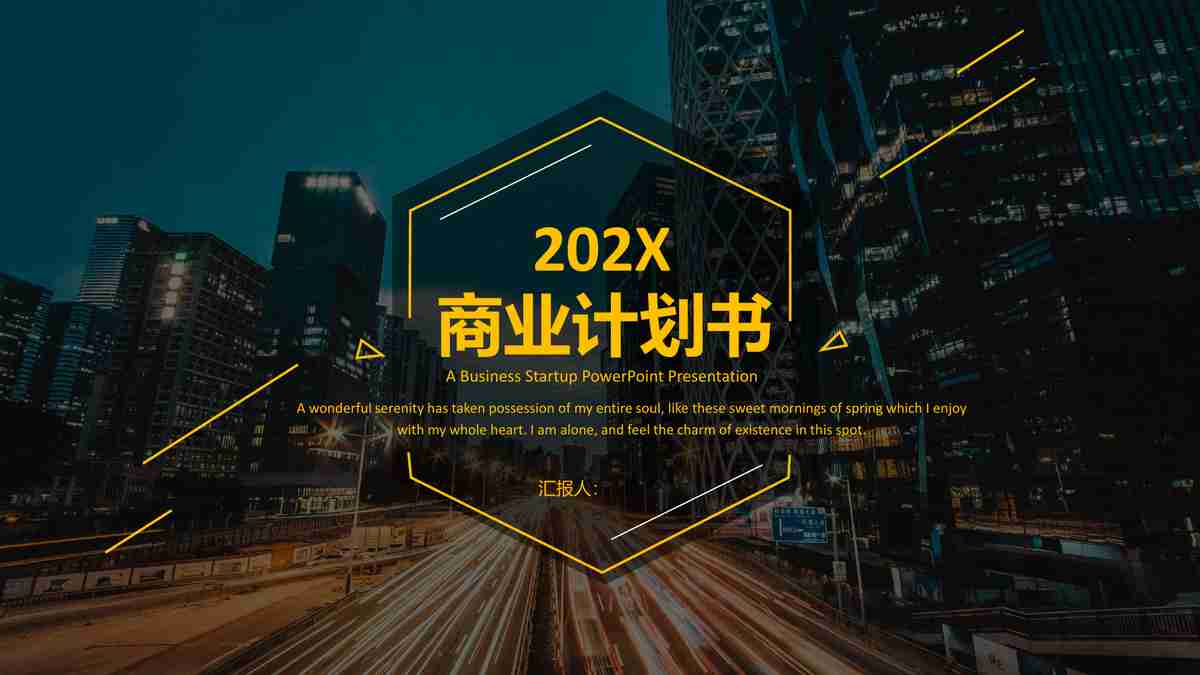 202X
商业计划书
A Business Startup PowerPoint Presentation
A wonderful serenity has taken possession of my entire soul, like these sweet mornings of spring which I enjoy
with my whole heart. I am alone, and feel the charm of existence in this spot.
汇报人：